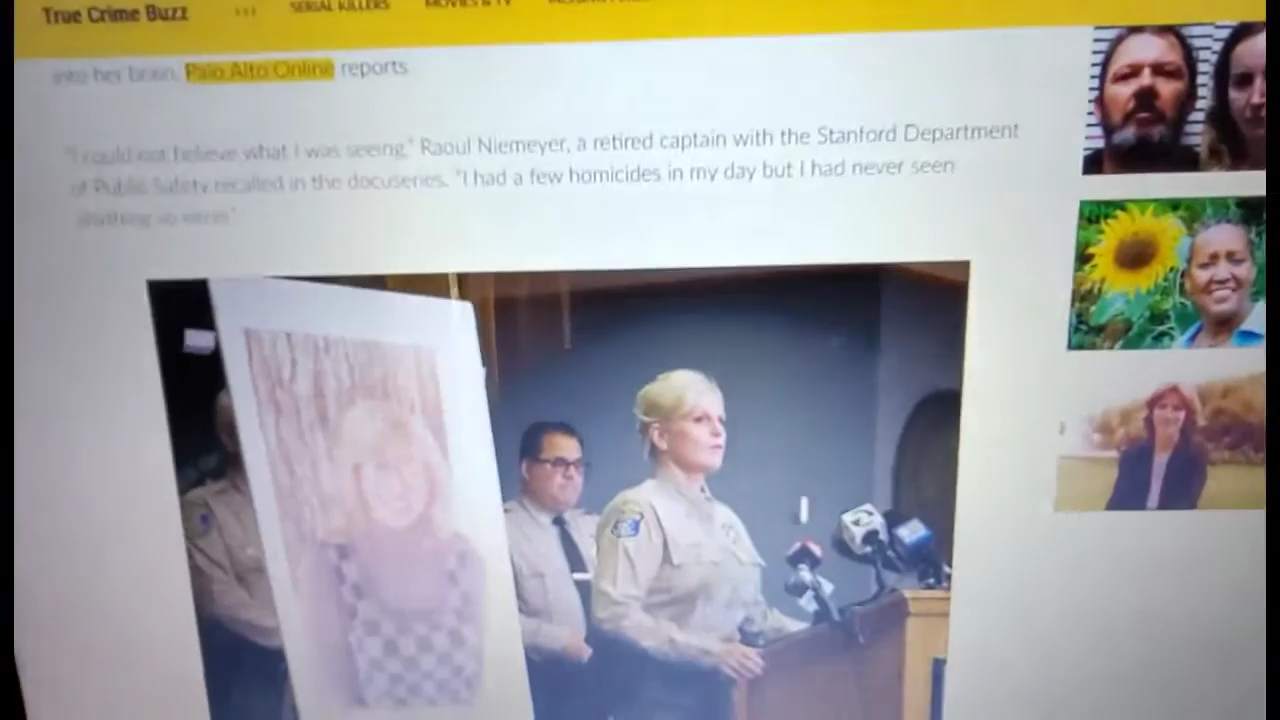 True Crime Buzz SERIAL KILLERS MOVIES & TV
into her brain, Palo Alto Online reports
"I could not believe what I was seeing," Raoul Niemeyer, a retired captain with the Stanford Department
of Public Safety recalled in the docuseries. "I had a few homicides in my day but I had never seen